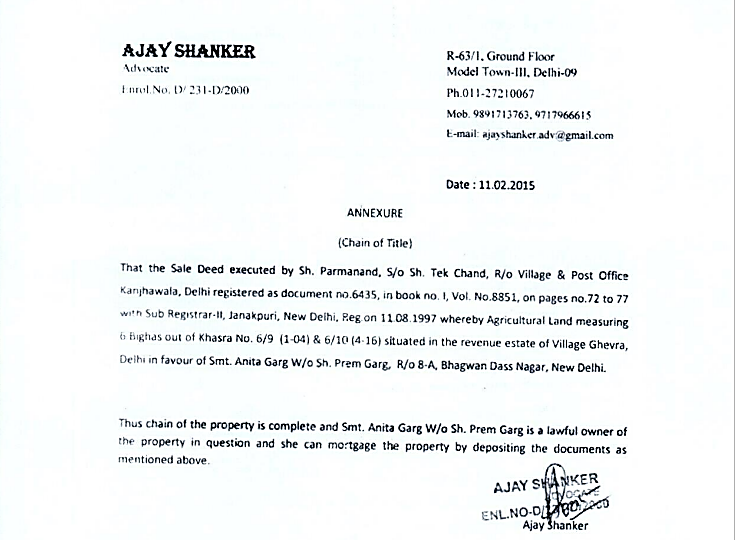 AJAY SHANKER
Advocate
Enrol.No. D/ 231-D/2000
R-63/1, Ground Floor
Model Town-III, Delhi-09
Ph.011-27210067
Mob. 9891713763, 9717966615
E-mail: ajayshanker.adv@gmail.com
Date : 11.02.2015
ANNEXURE
(Chain of Title)
That the Sale Deed executed by Sh. Parmanand, S/o Sh. Tek Chand, R/o Village & Post Office
Kanjhawala, Delhi registered as document no.6435, in book no. I, Vol. No.8851, on pages no.72 to 77
with Sub Registrar-II, Janakpuri, New Delhi, Reg on 11.08.1997 whereby Agricultural Land measuring
6 Bighas out of Khasra No. 6/9 (1-04) & 6/10 (4-16) situated in the revenue estate of Village Ghevra,
Delhi in favour of Smt. Anita Garg W/o Sh. Prem Garg, R/o 8-A, Bhagwan Dass Nagar, New Delhi.
Thus chain of the property is complete and Smt. Anita Garg W/o Sh. Prem Garg is a lawful owner of
the property in question and she can mortgage the property by depositing the documents as
mentioned above.
AJAY SHANKER
ADVOCATE
ENL.NO-D/
Ajay Shanker